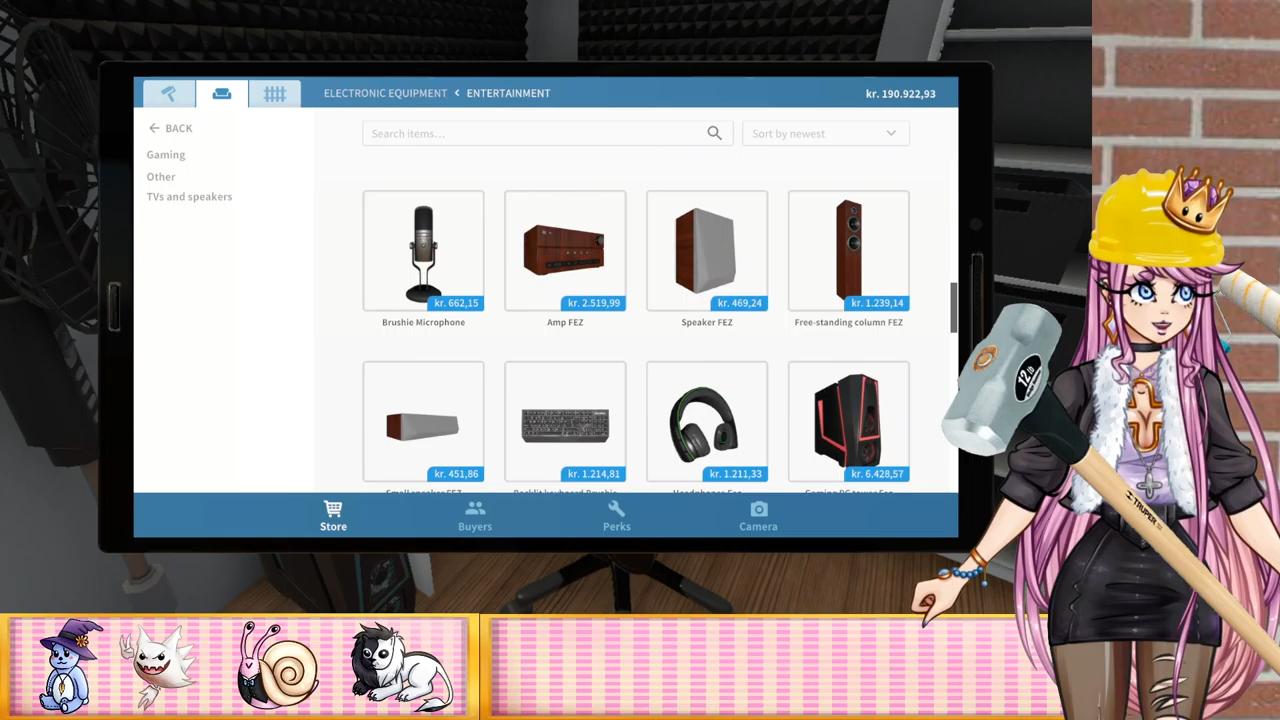 ELECTRONIC EQUIPMENT < ENTERTAINMENT
kr. 190.922,93
BACK
Gaming
Other
TVs and speakers
Search items...
Sort by newest
kr. 662,15
kr. 2.519,99
kr. 469,24
kr. 1.239,14
Brushie Microphone
Amp FEZ
Speaker FEZ
Free-standing column FEZ
kr. 451,86
kr. 1.214,81
kr. 1.211,33
kr. 6.428,57
Store
Buyers
Perks
Camera
12 lb
TRUPER